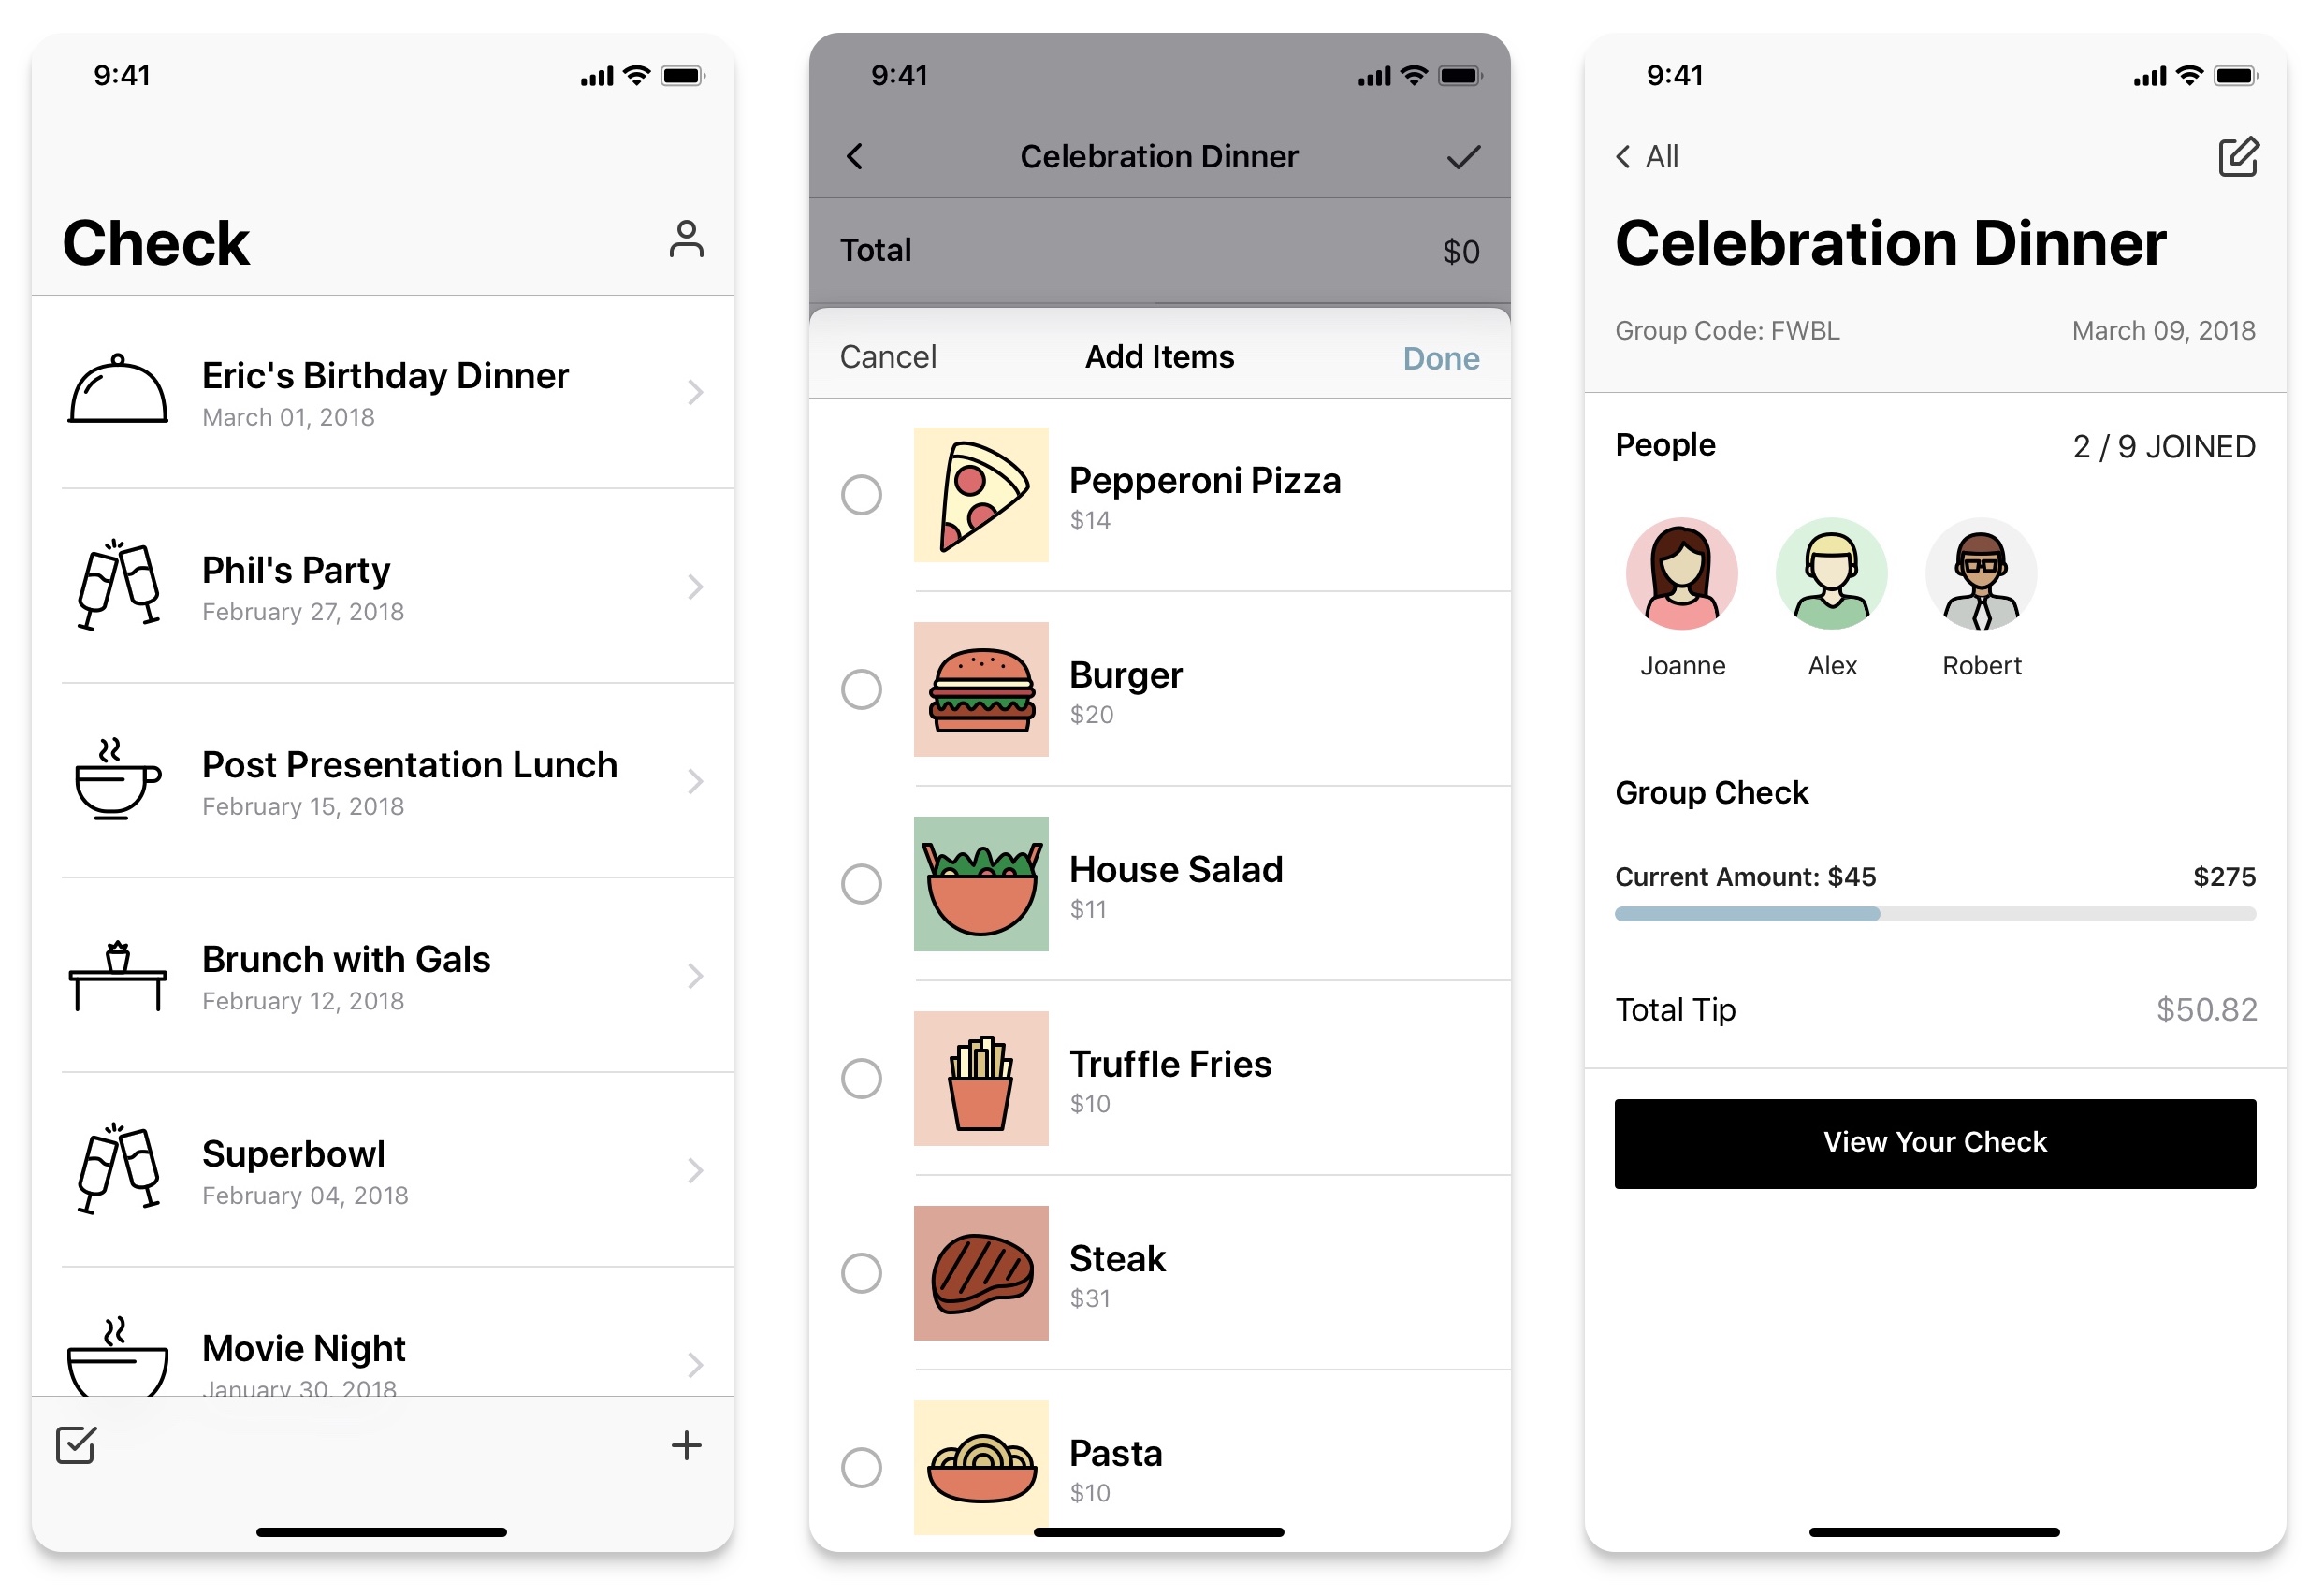 9:41
Check
Eric's Birthday Dinner
March 01, 2018
Phil's Party
February 27, 2018
Post Presentation Lunch
February 15, 2018
Brunch with Gals
February 12, 2018
Superbowl
February 04, 2018
Movie Night
January 30, 2018
9:41
Celebration Dinner
Total $0
Cancel Add Items Done
Pepperoni Pizza
$14
Burger
$20
House Salad
$11
Truffle Fries
$10
Steak
$31
Pasta
$10
9:41
All
Celebration Dinner
Group Code: FWBL March 09, 2018
People 2 / 9 JOINED
Joanne Alex Robert
Group Check
Current Amount: $45 $275
Total Tip $50.82
View Your Check